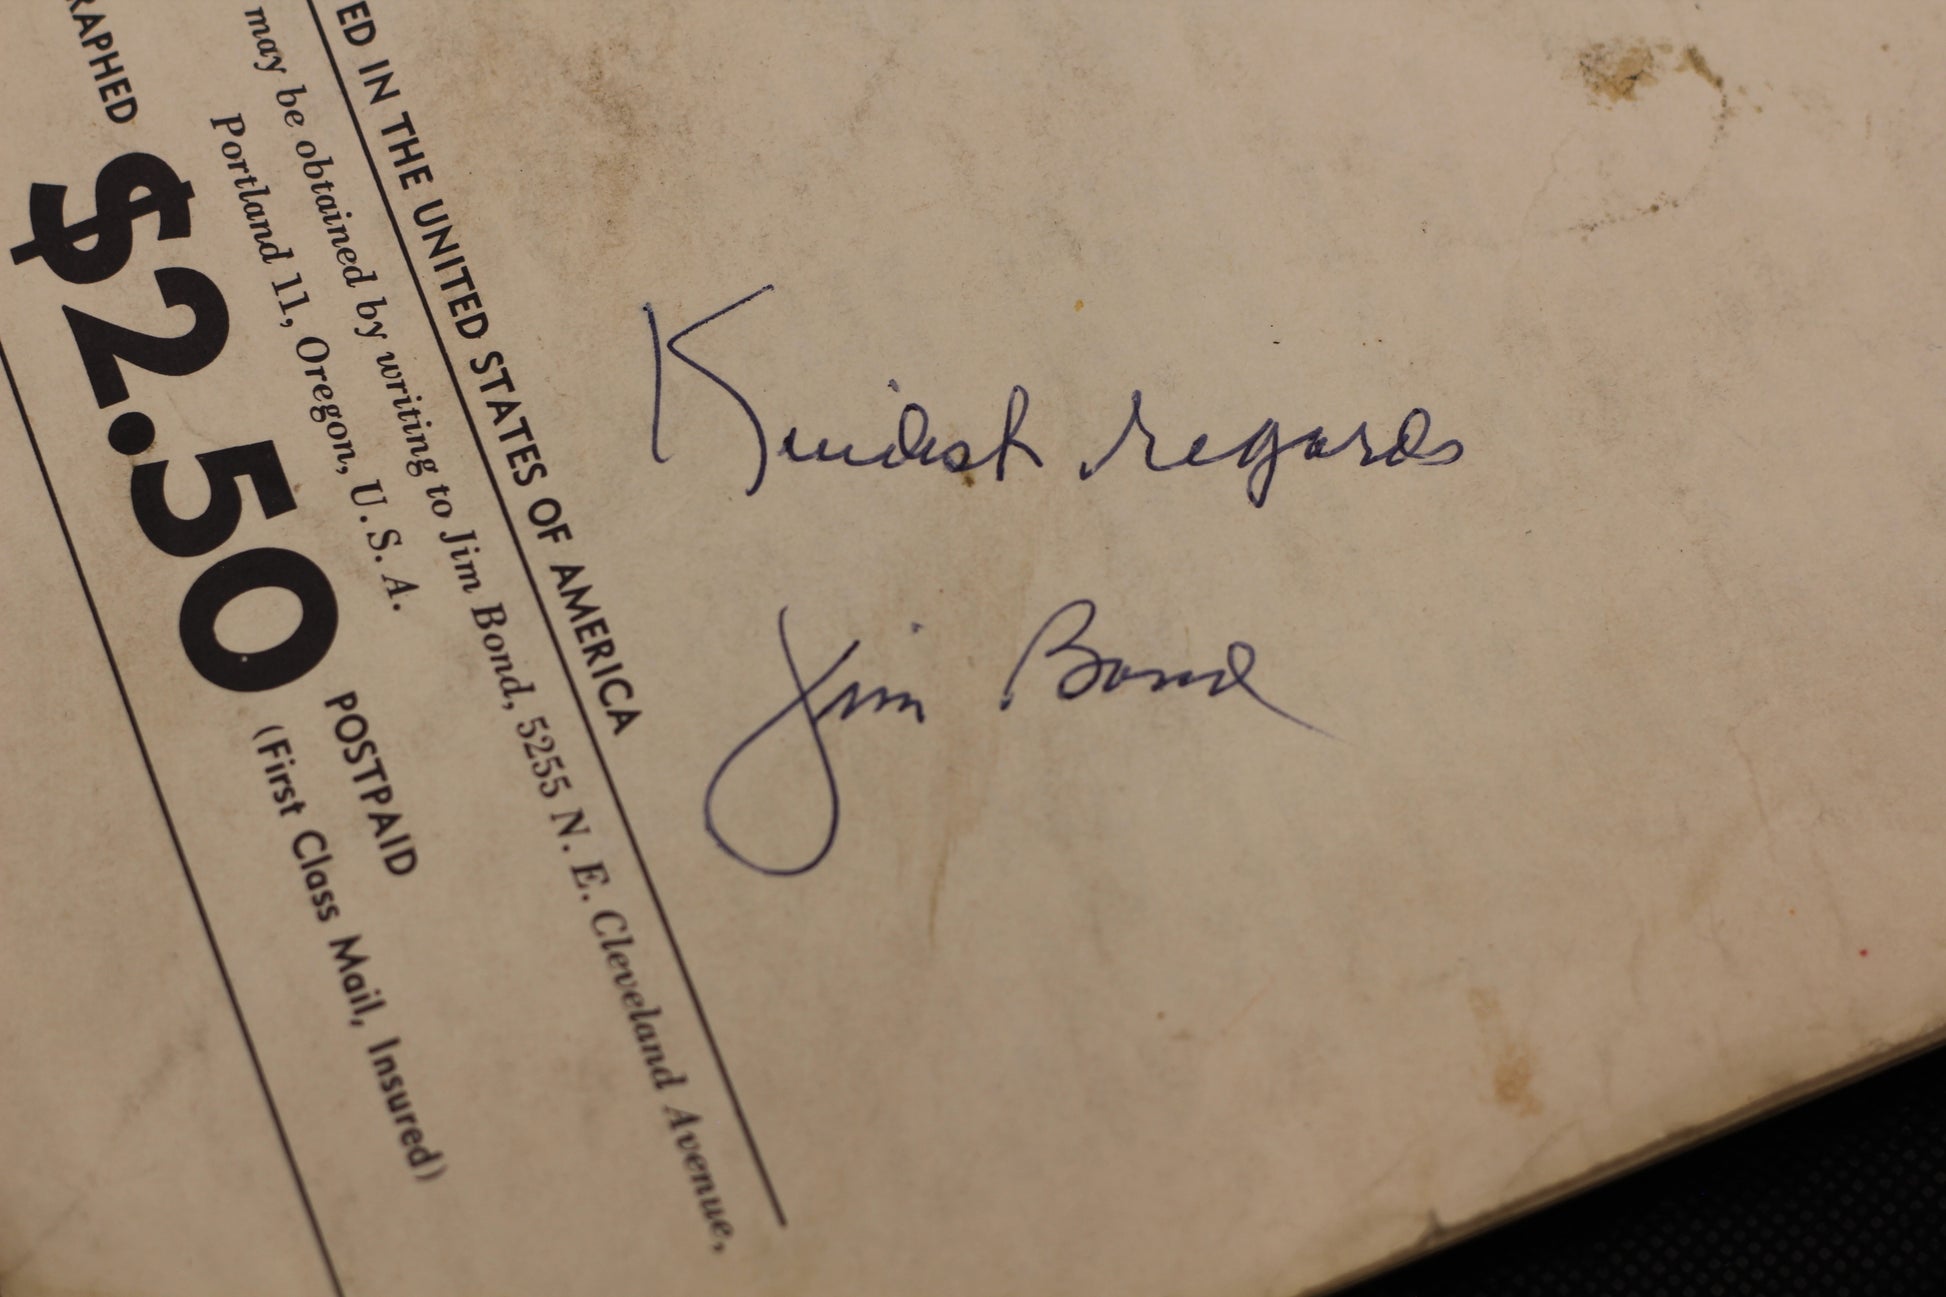 ED IN THE UNITED STATES OF AMERICA
may be obtained by writing to Jim Bond, 5255 N. E. Cleveland Avenue,
Portland 11, Oregon, U. S. A.
RAPHED $2.50 POSTPAID
(First Class Mail, Insured)
Kindest regards
Jim Bond